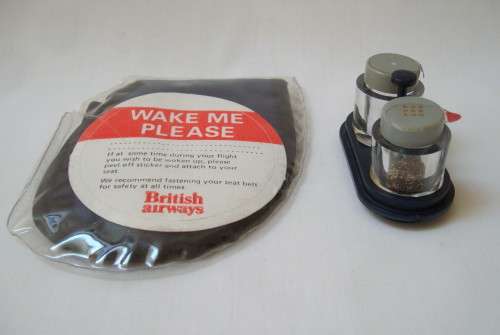 WAKE ME
PLEASE
If at some time during your flight
you wish to be woken up, please
peel off sticker and attach to your
seat.
We recommend fastening your seat belt
for safety at all times.
British
airways